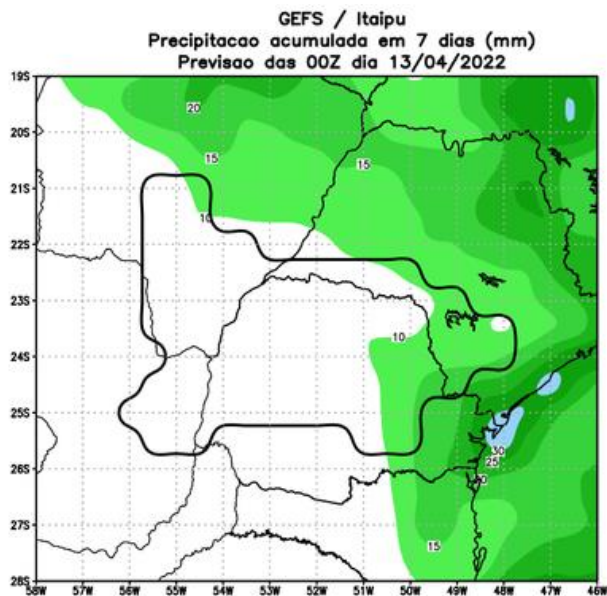 GEFS / Itaipu
Precipitacao acumulada em 7 dias (mm)
Previsao das 00Z dia 13/04/2022
19S
20
20S
15
15
21S
10
22S
23S
10
24S
25S
30
25
26S
20
27S
15
28S
58W 57W 56W 55W 54W 53W 52W 51W 50W 49W 48W 47W 46W